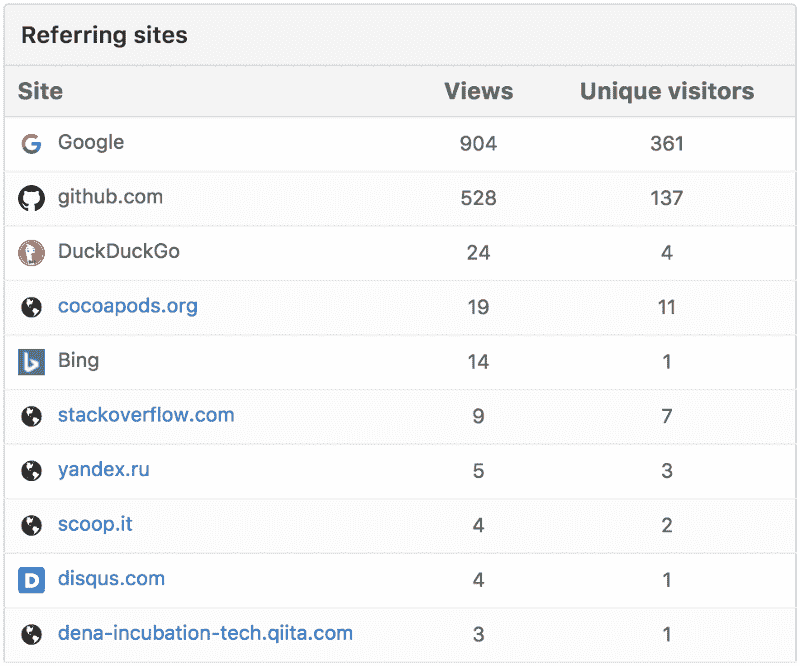 Referring sites
Site Views Unique visitors
Google 904 361
github.com 528 137
DuckDuckGo 24 4
cocoapods.org 19 11
Bing 14 1
stackoverflow.com 9 7
yandex.ru 5 3
scoop.it 4 2
disqus.com 4 1
dena-incubation-tech.qiita.com 3 1